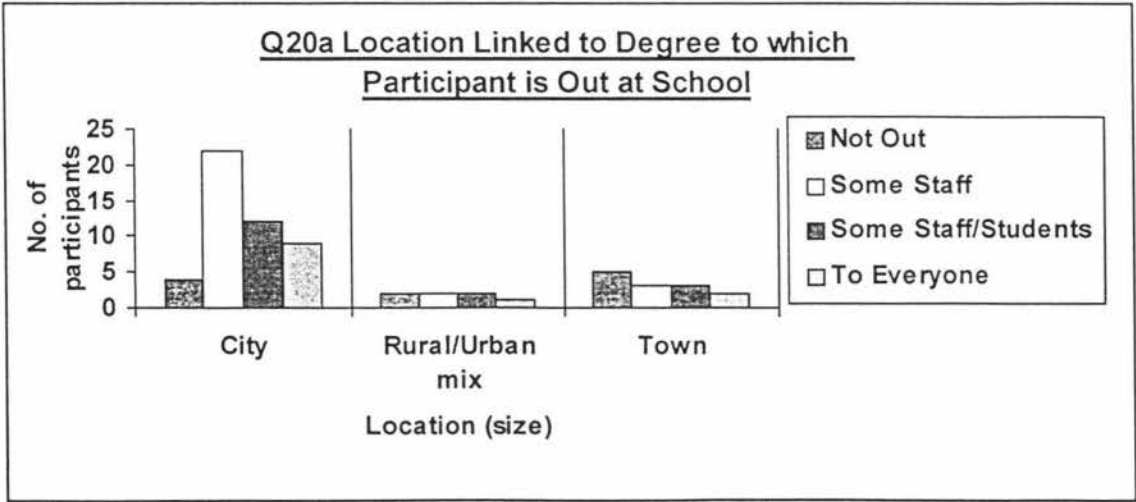 Q20a Location Linked to Degree to which
Participant is Out at School
No. of
participants
25
20
15
10
5
0
City
Rural/Urban
mix
Town
Location (size)
Not Out
Some Staff
Some Staff/Students
To Everyone